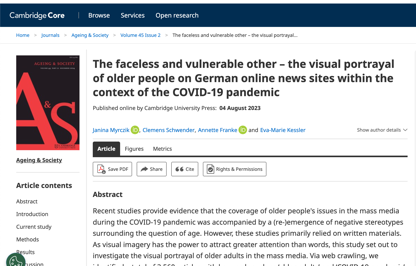 Cambridge Core
Browse Services Open research
Home > Journals > Ageing & Society > Volume 45 Issue 2 > The faceless and vulnerable other – the visual portrayal...
AGEING & SOCIETY
A&S
Ageing & Society
Article contents
Abstract
Introduction
Current study
Methods
Results
The faceless and vulnerable other – the visual portrayal
of older people on German online news sites within the
context of the COVID-19 pandemic
Published online by Cambridge University Press: 04 August 2023
Janina Myrczik, Clemens Schwender, Annette Franke and Eva-Marie Kessler Show author details
Article Figures Metrics
Save PDF Share Cite Rights & Permissions
Abstract
Recent studies provide evidence that the coverage of older people's issues in the mass media
during the COVID-19 pandemic was accompanied by a (re-)emergence of negative stereotypes
surrounding the question of age. However, these studies primarily relied on written materials.
As visual imagery has the power to attract greater attention than words, this study set out to
investigate the visual portrayal of older adults in the mass media. Via web crawling, we